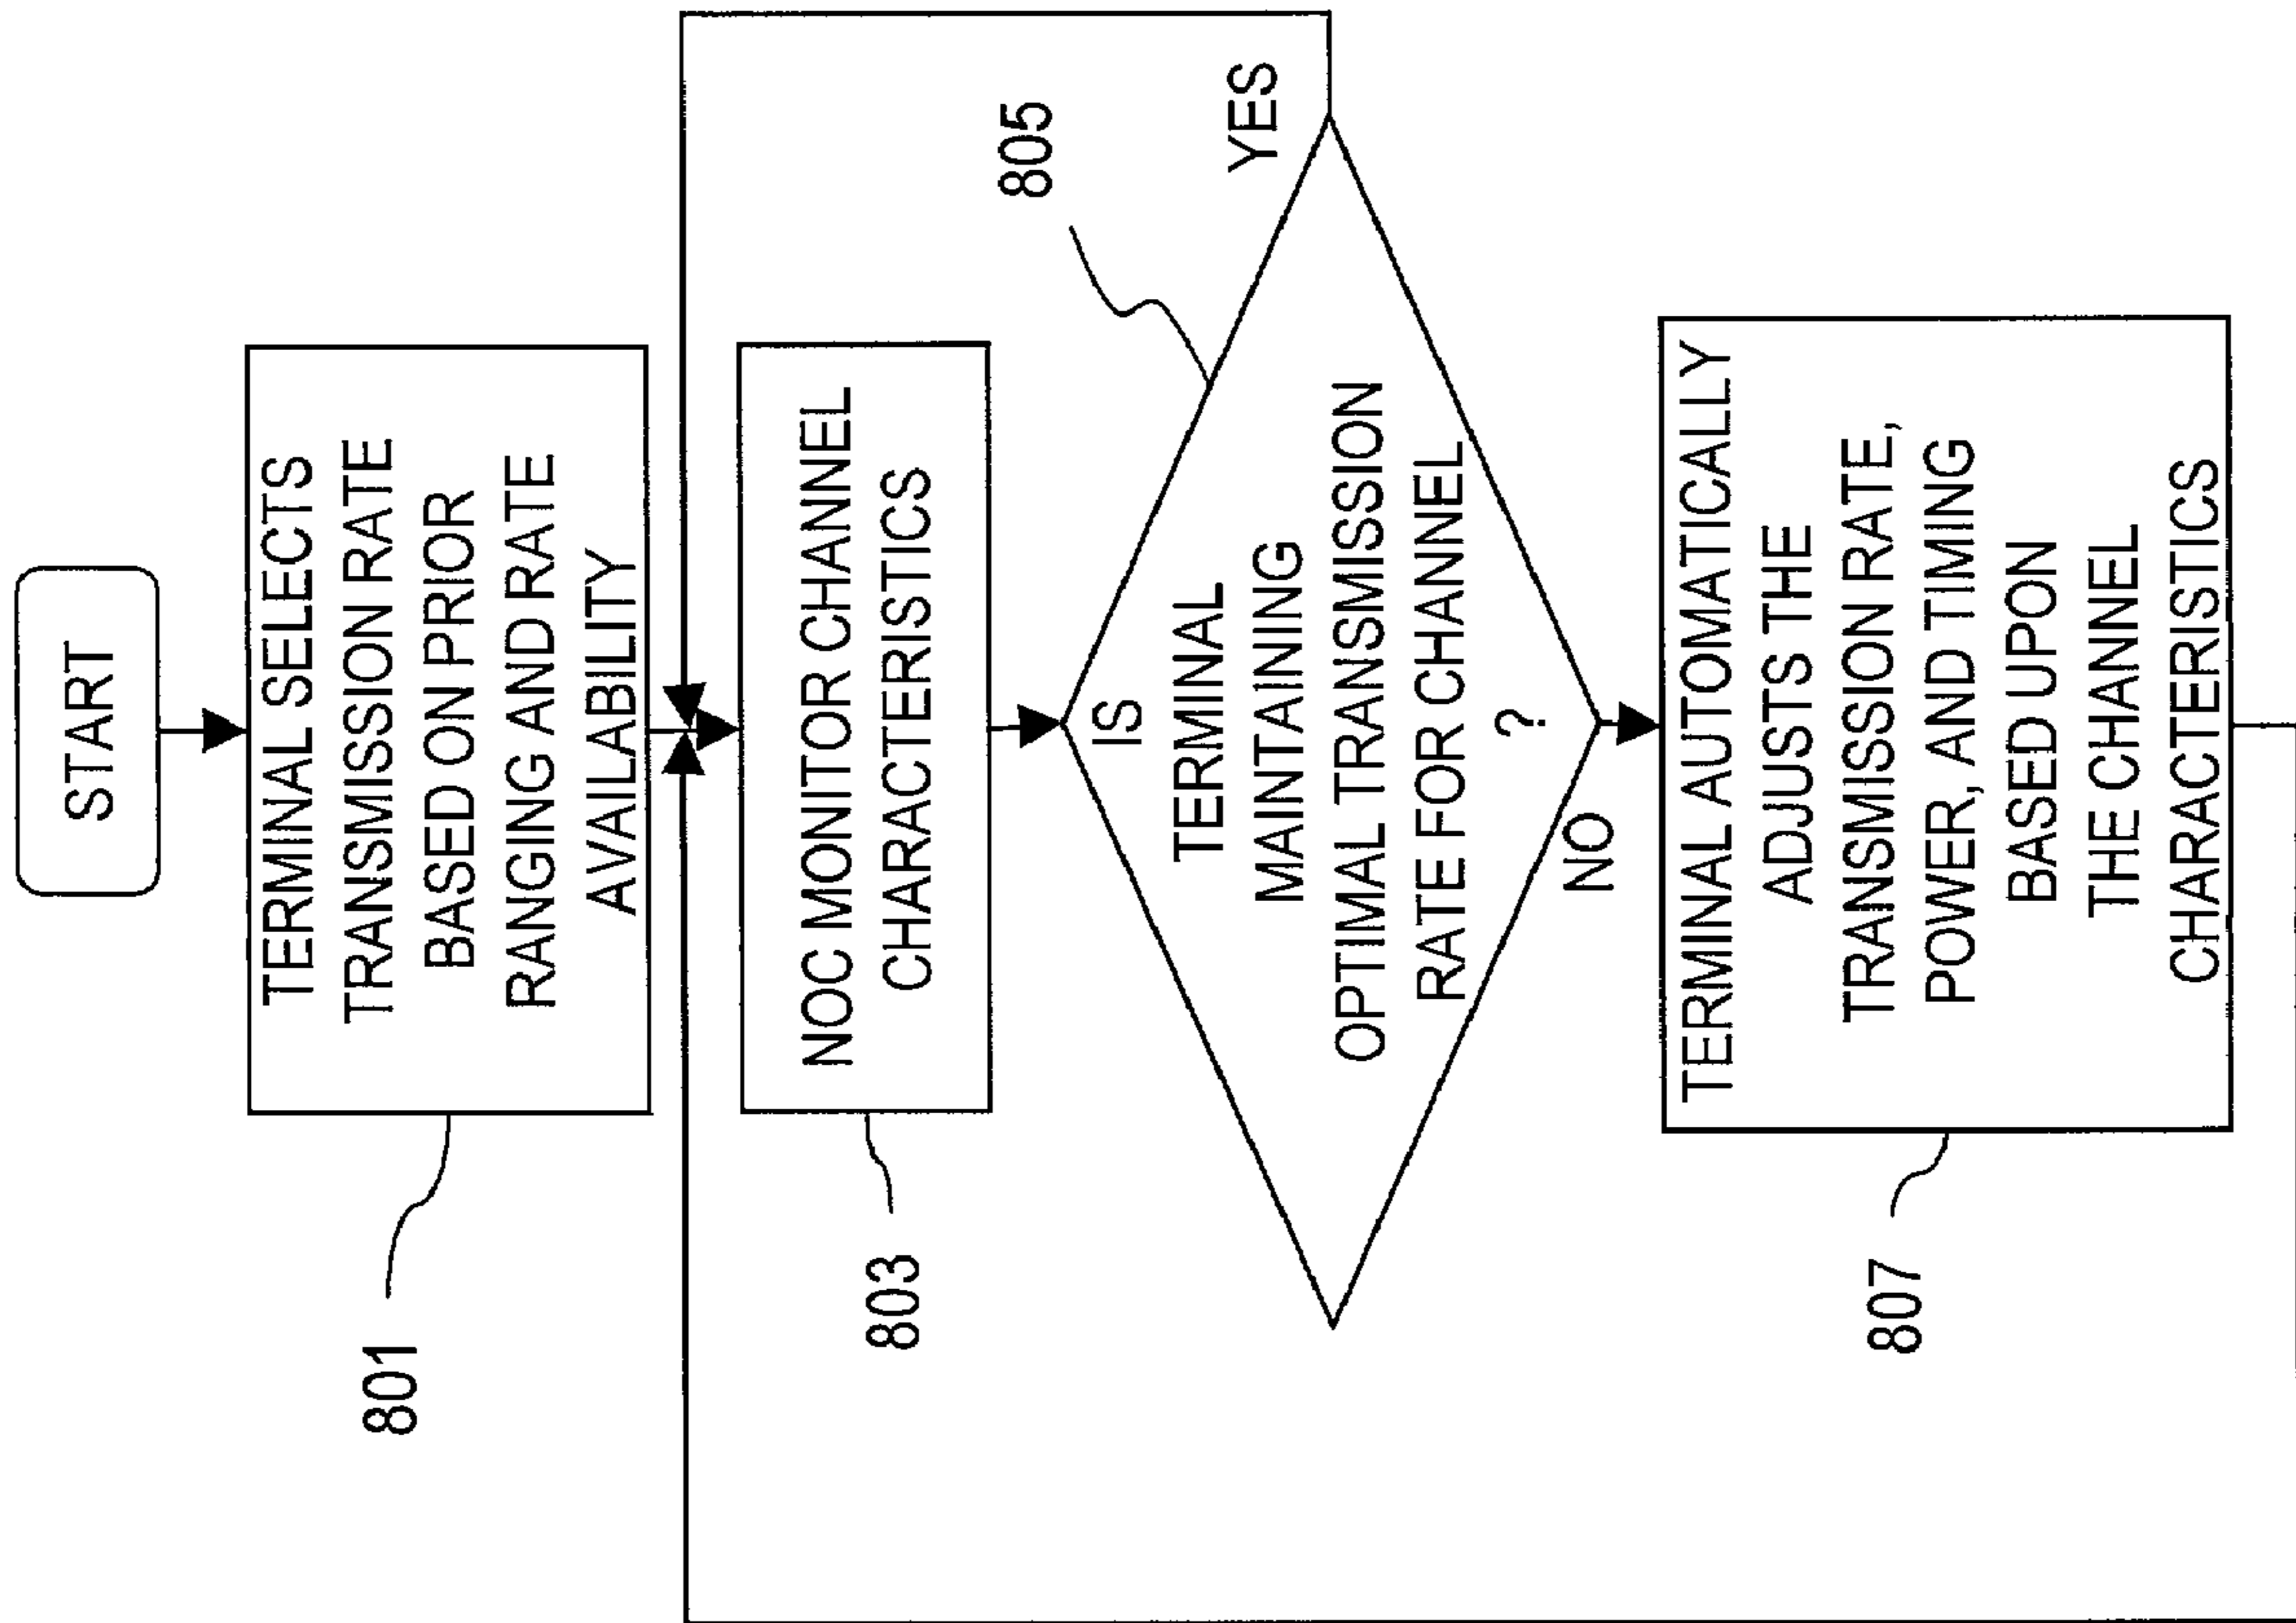 START
TERMINAL SELECTS
TRANSMISSION RATE
BASED ON PRIOR
RANGING AND RATE
AVAILABILITY
801
NOC MONITOR CHANNEL
CHARACTERISTICS
803
805
IS
TERMINAL
MAINTAINING
OPTIMAL TRANSMISSION
RATE FOR CHANNEL
?
YES
NO
TERMINAL AUTOMATICALLY
ADJUSTS THE
TRANSMISSION RATE,
POWER, AND TIMING
BASED UPON
THE CHANNEL
CHARACTERISTICS
807